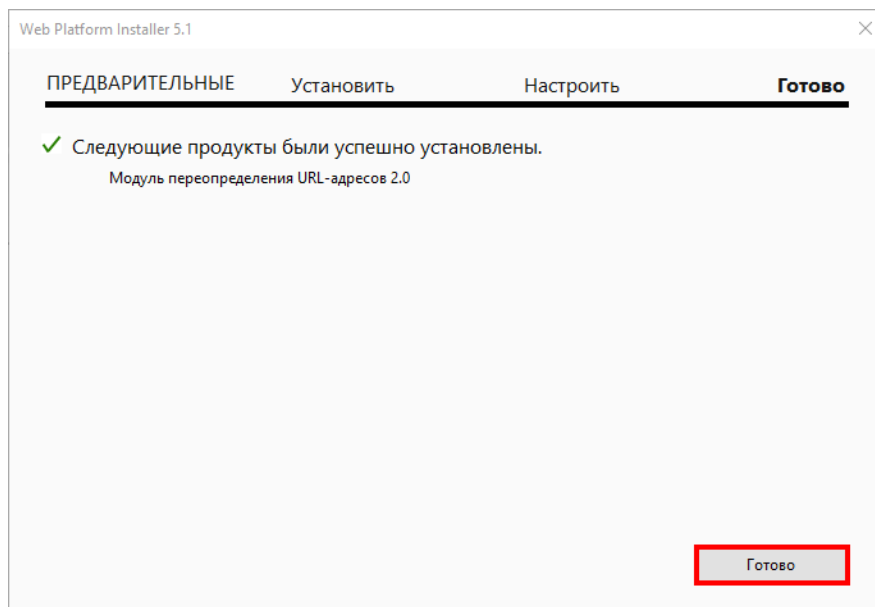 Web Platform Installer 5.1
ПРЕДВАРИТЕЛЬНЫЕ Установить Настроить Готово
Следующие продукты были успешно установлены.
Модуль переопределения URL-адресов 2.0
Готово